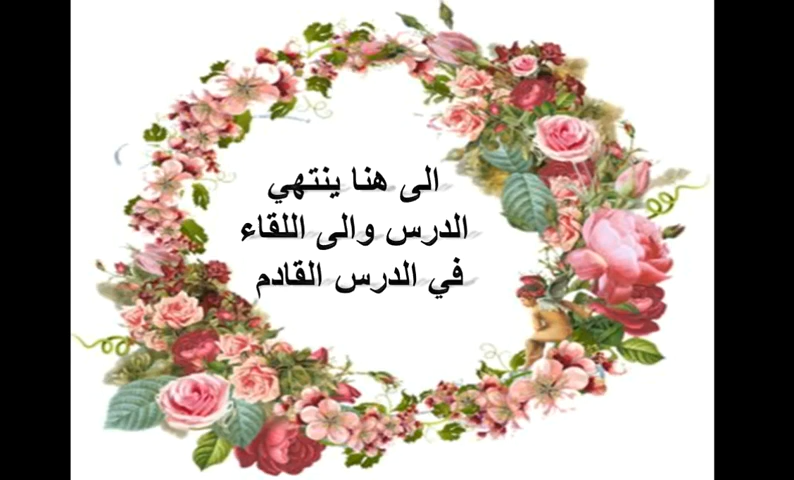 الى هنا ينتهي
الدرس والى اللقاء
في الدرس القادم